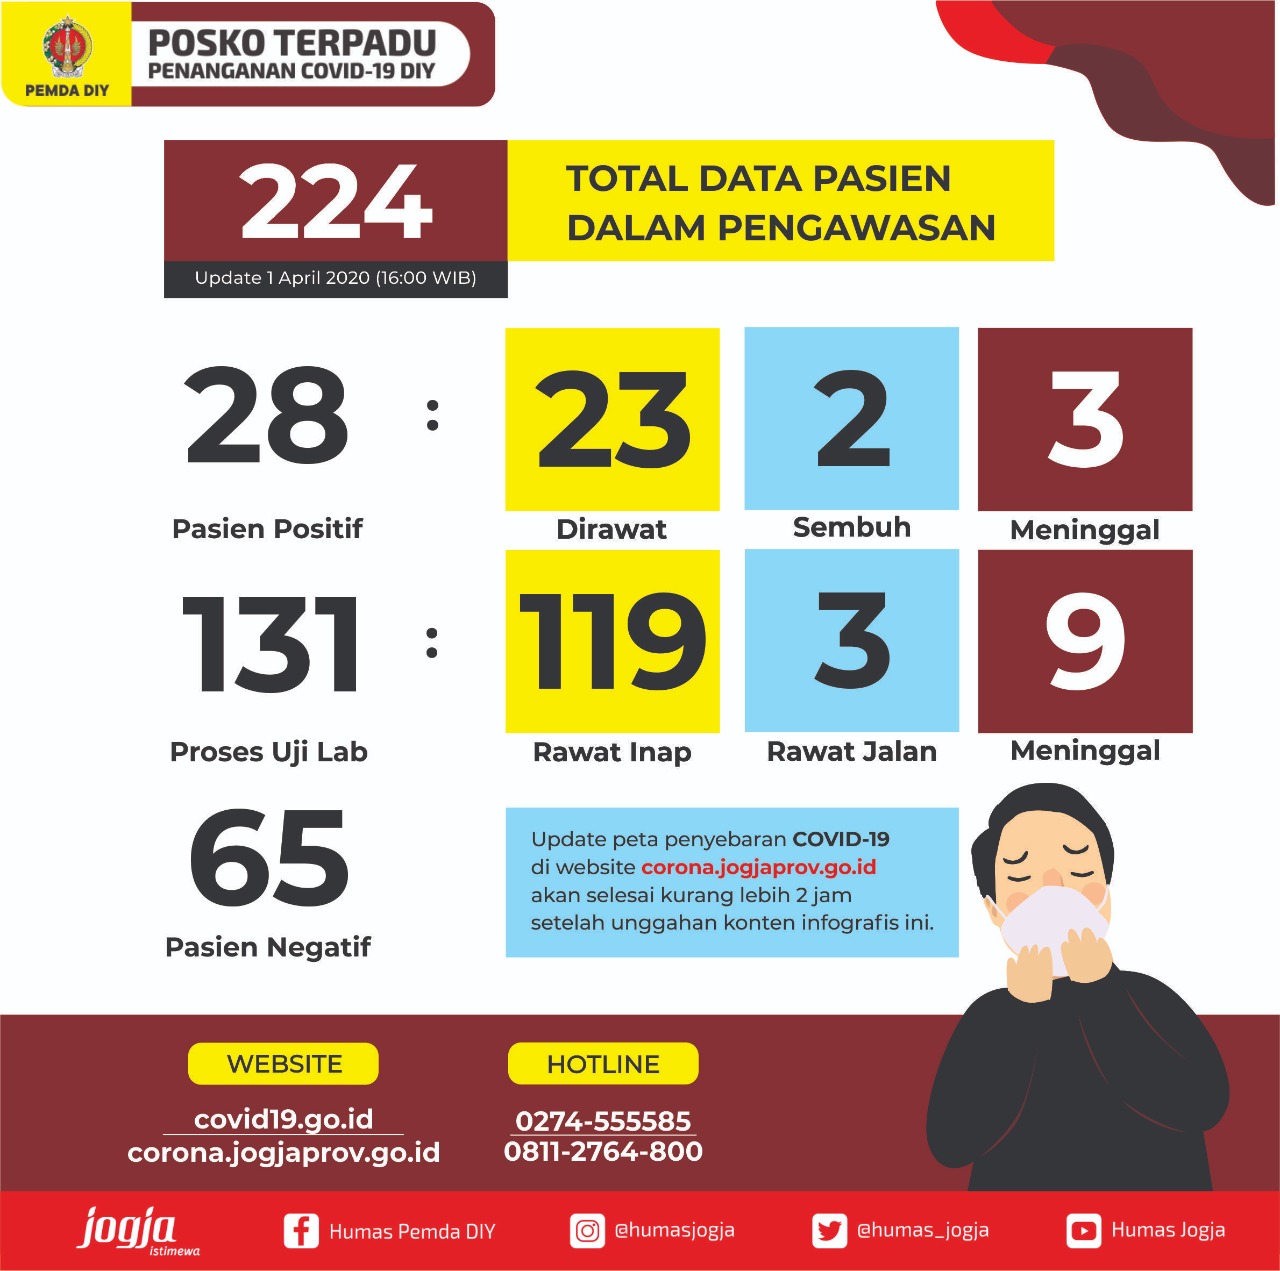 PEMDA DIY
POSKO TERPADU
PENANGANAN COVID-19 DIY
224
TOTAL DATA PASIEN
DALAM PENGAWASAN
Update 1 April 2020 (16:00 WIB)
28 : 23 2 3
Pasien Positif Dirawat Sembuh Meninggal
131 : 119 3 9
Proses Uji Lab Rawat Inap Rawat Jalan Meninggal
65
Pasien Negatif
Update peta penyebaran COVID-19
di website corona.jogjaprov.go.id
akan selesai kurang lebih 2 jam
setelah unggahan konten infografis ini.
WEBSITE
covid19.go.id
corona.jogjaprov.go.id
HOTLINE
0274-555585
0811-2764-800
jogja
istimewa
Humas Pemda DIY
@humasjogja
@humas_jogja
Humas Jogja